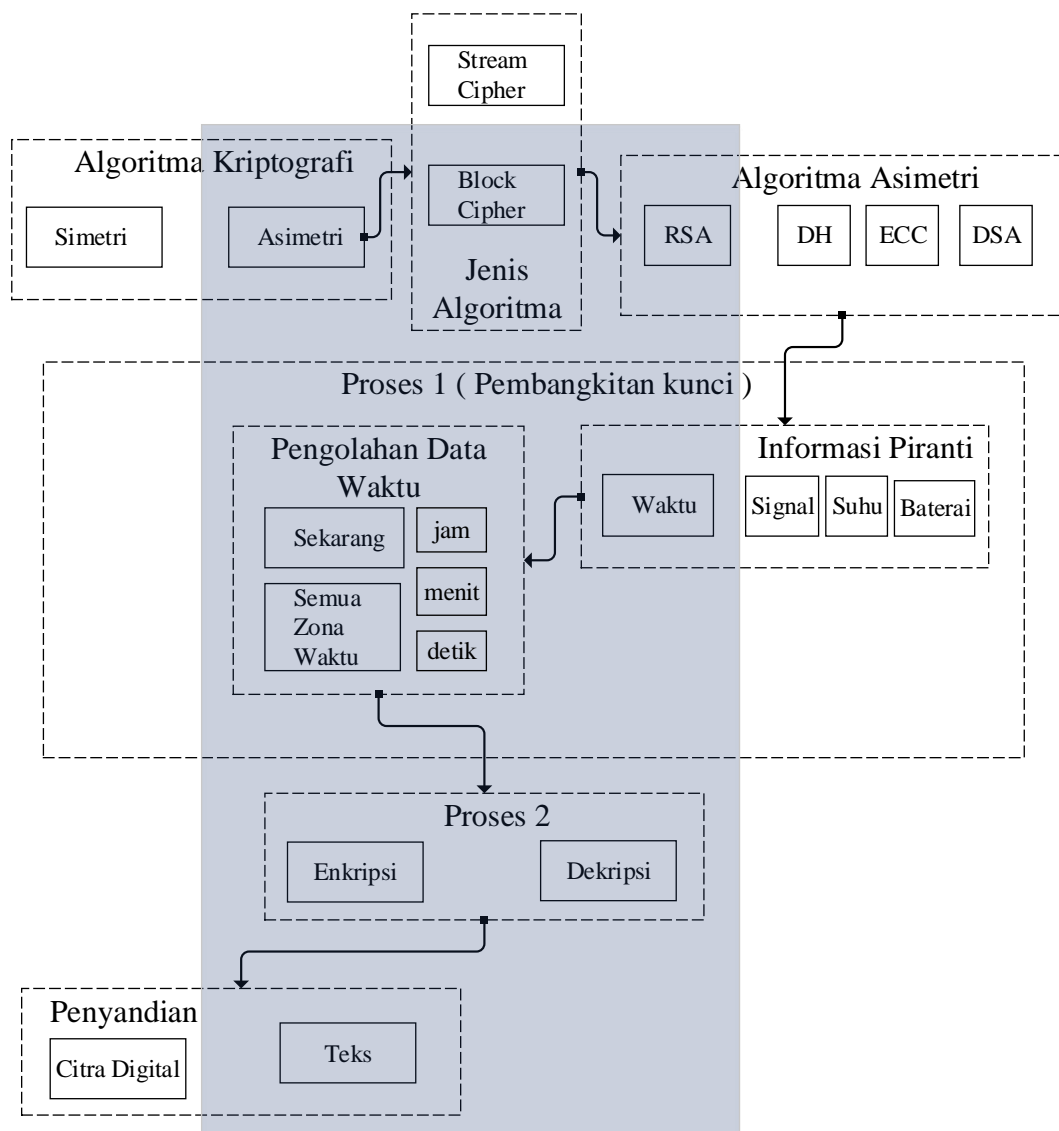 Stream
Cipher
Algoritma Kriptografi
Simetri
Asimetri
Block
Cipher
Jenis
Algoritma
Algoritma Asimetri
RSA
DH
ECC
DSA
Proses 1 ( Pembangkitan kunci )
Informasi Piranti
Waktu
Signal
Suhu
Baterai
Pengolahan Data
Waktu
Sekarang
jam
Semua
Zona
Waktu
menit
detik
Proses 2
Enkripsi
Dekripsi
Penyandian
Citra Digital
Teks